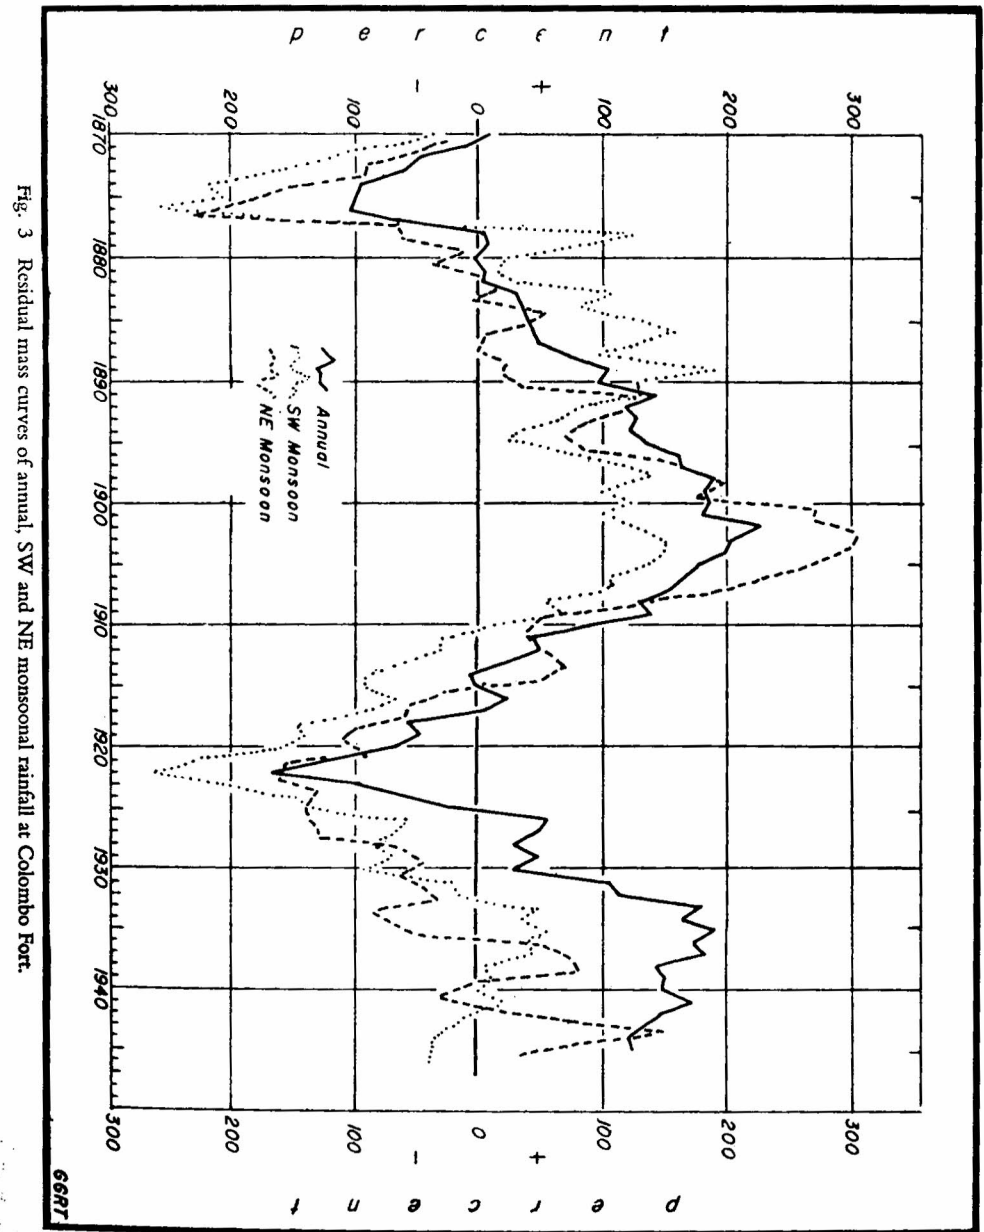 percent
- +
300 200 100 0 100 200 300
1870
1880
1890
1900
1910
1920
1930
1940
Annual
SW Monsoon
NE Monsoon
300 200 100 0 100 200 300
- +
percent
GGRT
Fig. 3 Residual mass curves of annual, SW and NE monsoonal rainfall at Colombo Fort.